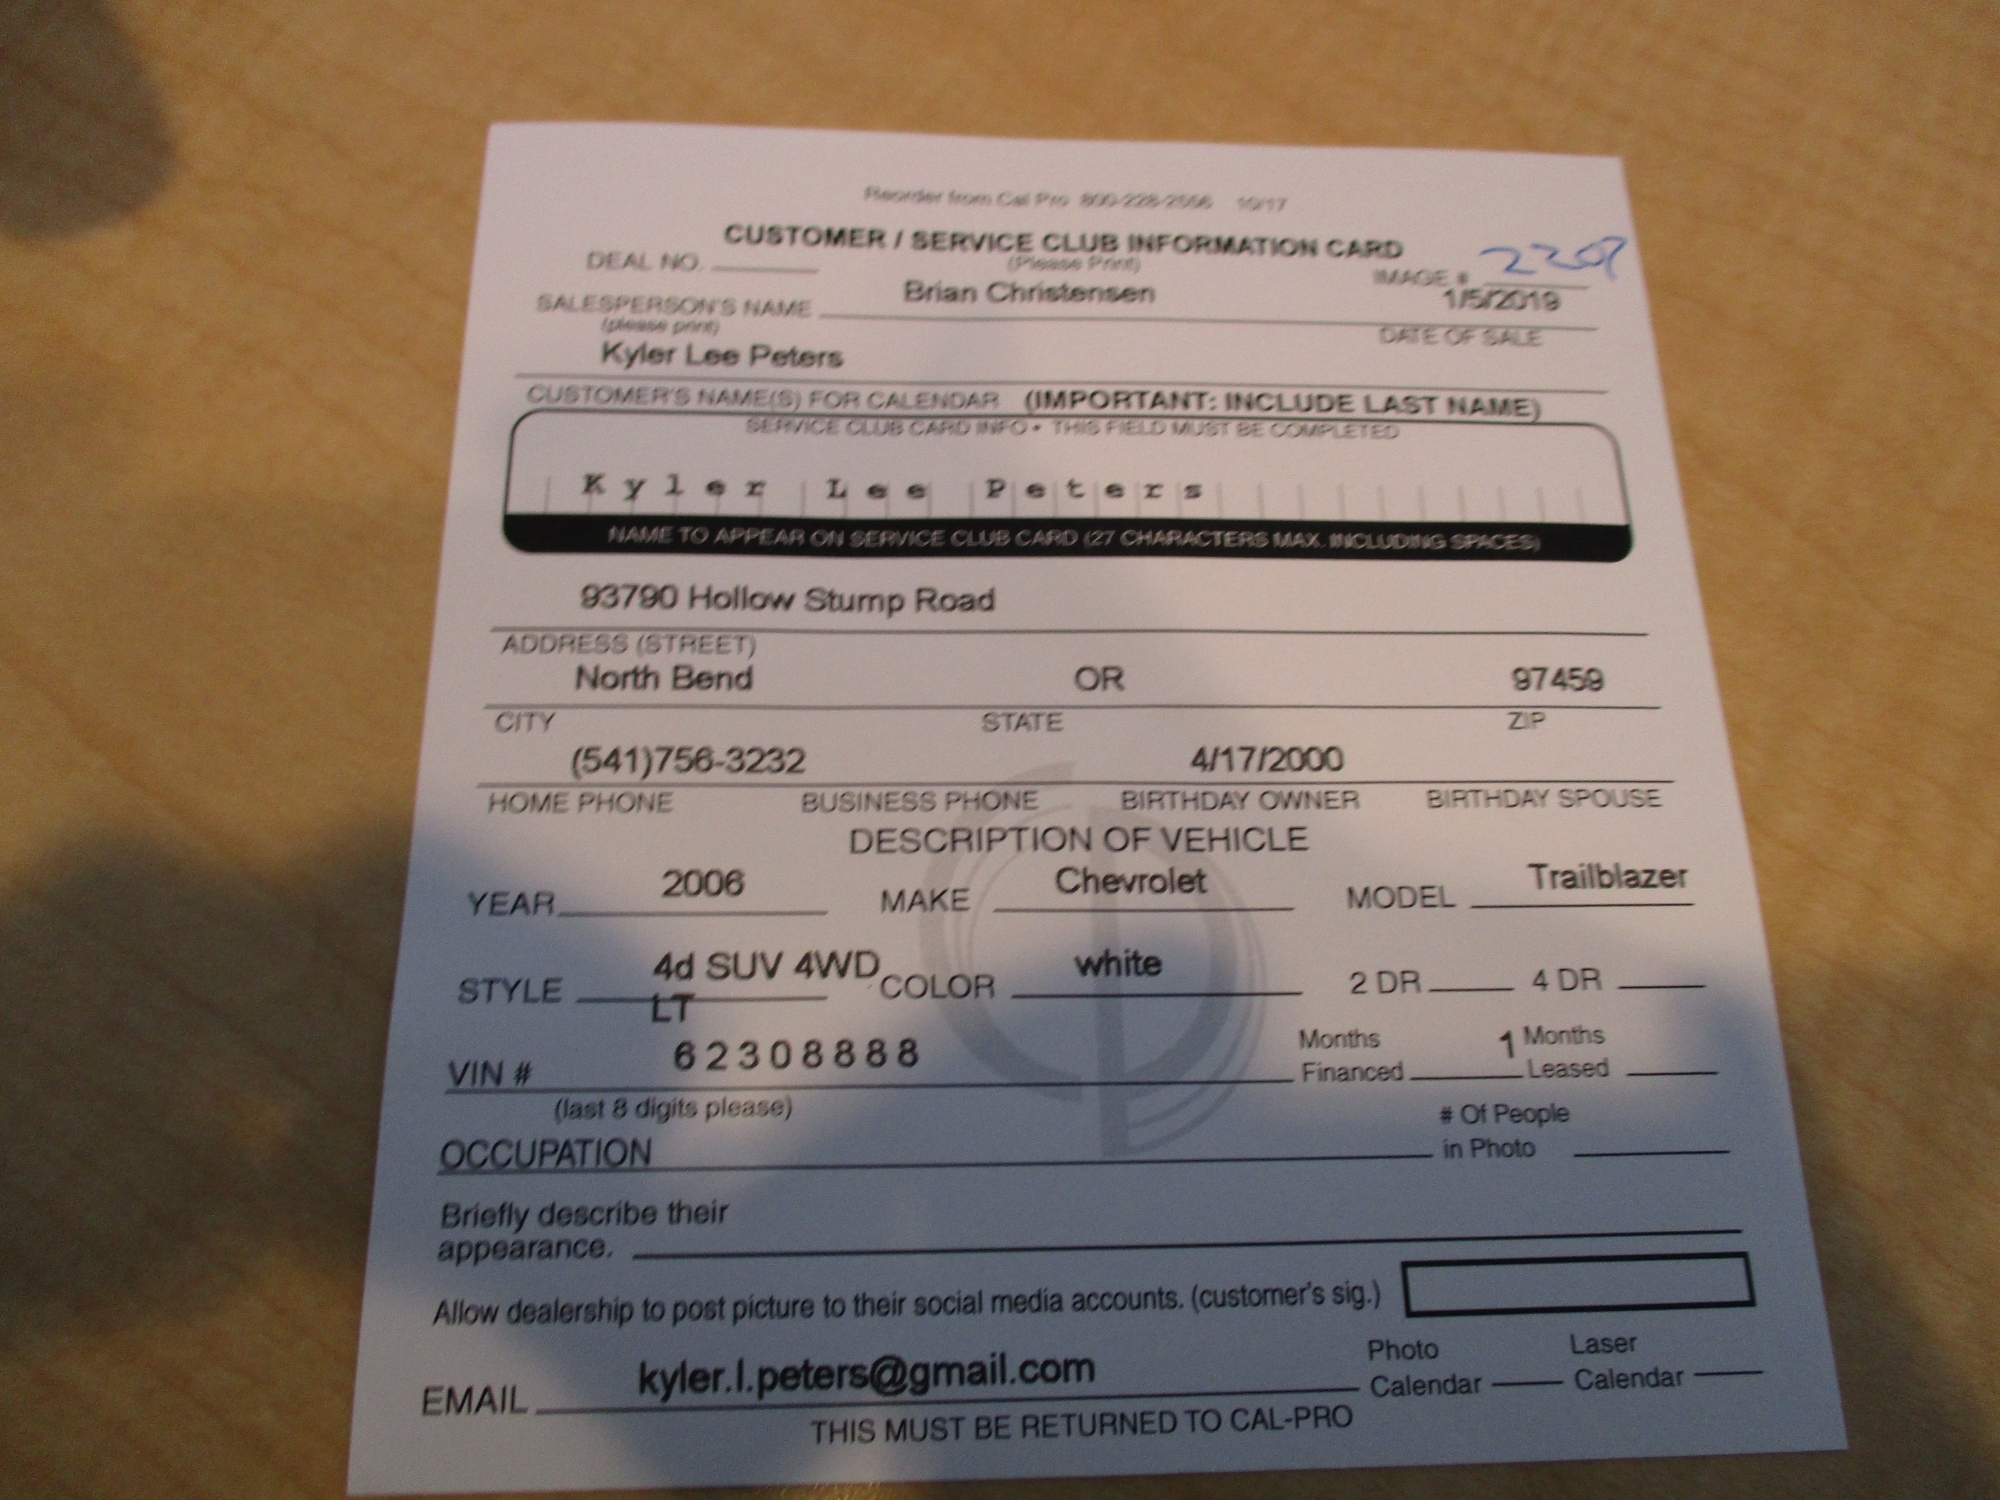 Reorder from Cal Pro 800-228-2556 10/17
CUSTOMER / SERVICE CLUB INFORMATION CARD
(Please Print)
DEAL NO.
IMAGE #
SALESPERSON'S NAME Brian Christensen 1/5/2019
(please print) DATE OF SALE
Kyler Lee Peters
CUSTOMER'S NAME(S) FOR CALENDAR (IMPORTANT: INCLUDE LAST NAME)
SERVICE CLUB CARD INFO • THIS FIELD MUST BE COMPLETED
Kyler Lee Peters
NAME TO APPEAR ON SERVICE CLUB CARD (27 CHARACTERS MAX. INCLUDING SPACES)
93790 Hollow Stump Road
ADDRESS (STREET)
North Bend OR 97459
CITY STATE ZIP
(541)756-3232 4/17/2000
HOME PHONE BUSINESS PHONE BIRTHDAY OWNER BIRTHDAY SPOUSE
DESCRIPTION OF VEHICLE
YEAR 2006 MAKE Chevrolet MODEL Trailblazer
STYLE 4d SUV 4WD COLOR white 2 DR 4 DR
LT
VIN # 62308888 Months Financed 1 Months Leased
(last 8 digits please)
OCCUPATION # Of People in Photo
Briefly describe their
appearance.
Allow dealership to post picture to their social media accounts. (customer's sig.)
EMAIL kyler.l.peters@gmail.com Photo Calendar Laser Calendar
THIS MUST BE RETURNED TO CAL-PRO